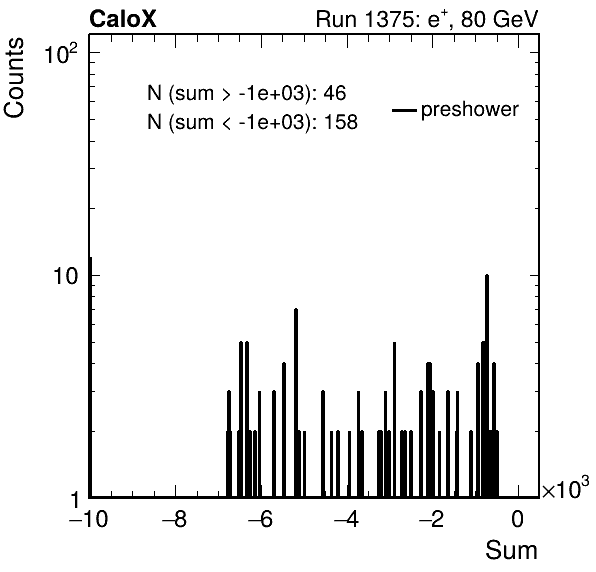 CaloX Run 1375: e⁺, 80 GeV
Counts
10²
N (sum > -1e+03): 46
N (sum < -1e+03): 158
preshower
10
1
−10 −8 −6 −4 −2 0
×10³
Sum